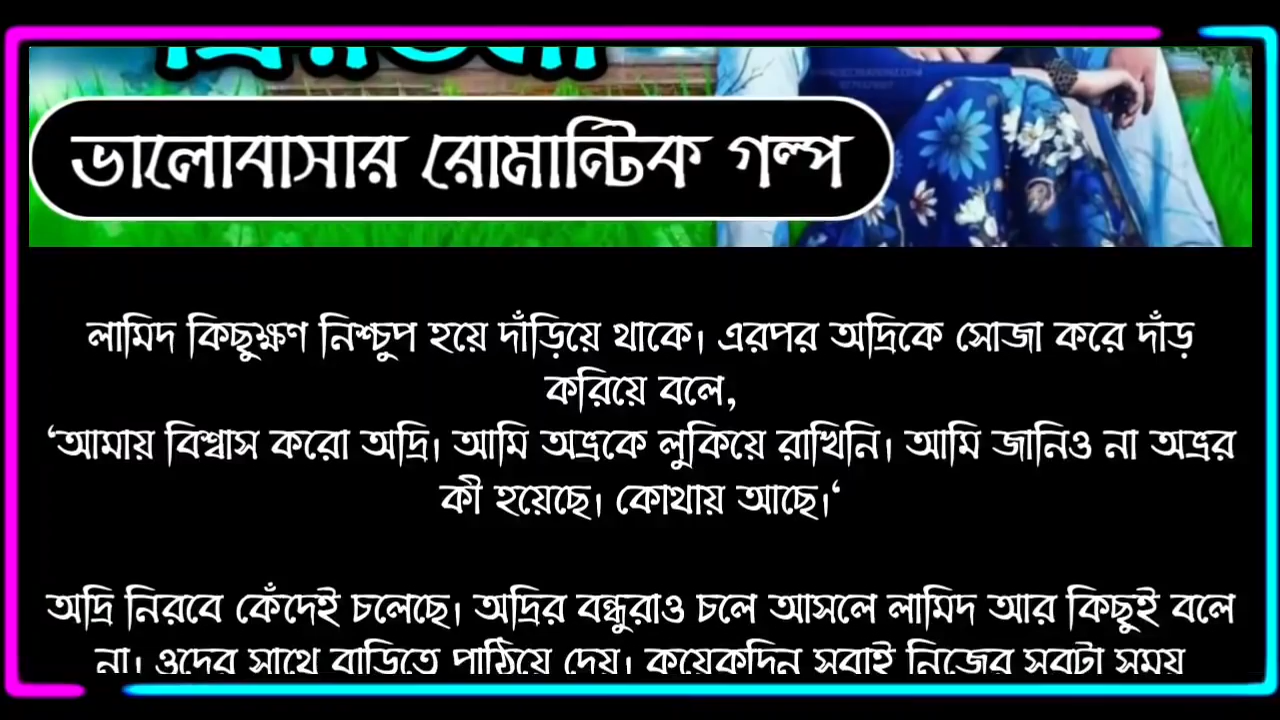 ভালোবাসার রোমান্টিক গল্প
লামিদ কিছুক্ষণ নিশ্চুপ হয়ে দাঁড়িয়ে থাকে। এরপর অদ্রিকে সোজা করে দাঁড়
করিয়ে বলে,
‘আমায় বিশ্বাস করো অদ্রি। আমি অভ্রকে লুকিয়ে রাখিনি। আমি জানিও না অভ্রর
কী হয়েছে। কোথায় আছে।‘
অদ্রি নিরবে কেঁদেই চলেছে। অদ্রির বন্ধুরাও চলে আসলে লামিদ আর কিছুই বলে
না। ওদের সাথে বাড়িতে পাঠিয়ে দেয়। কয়েকদিন সবাই নিজের সবটা সময়